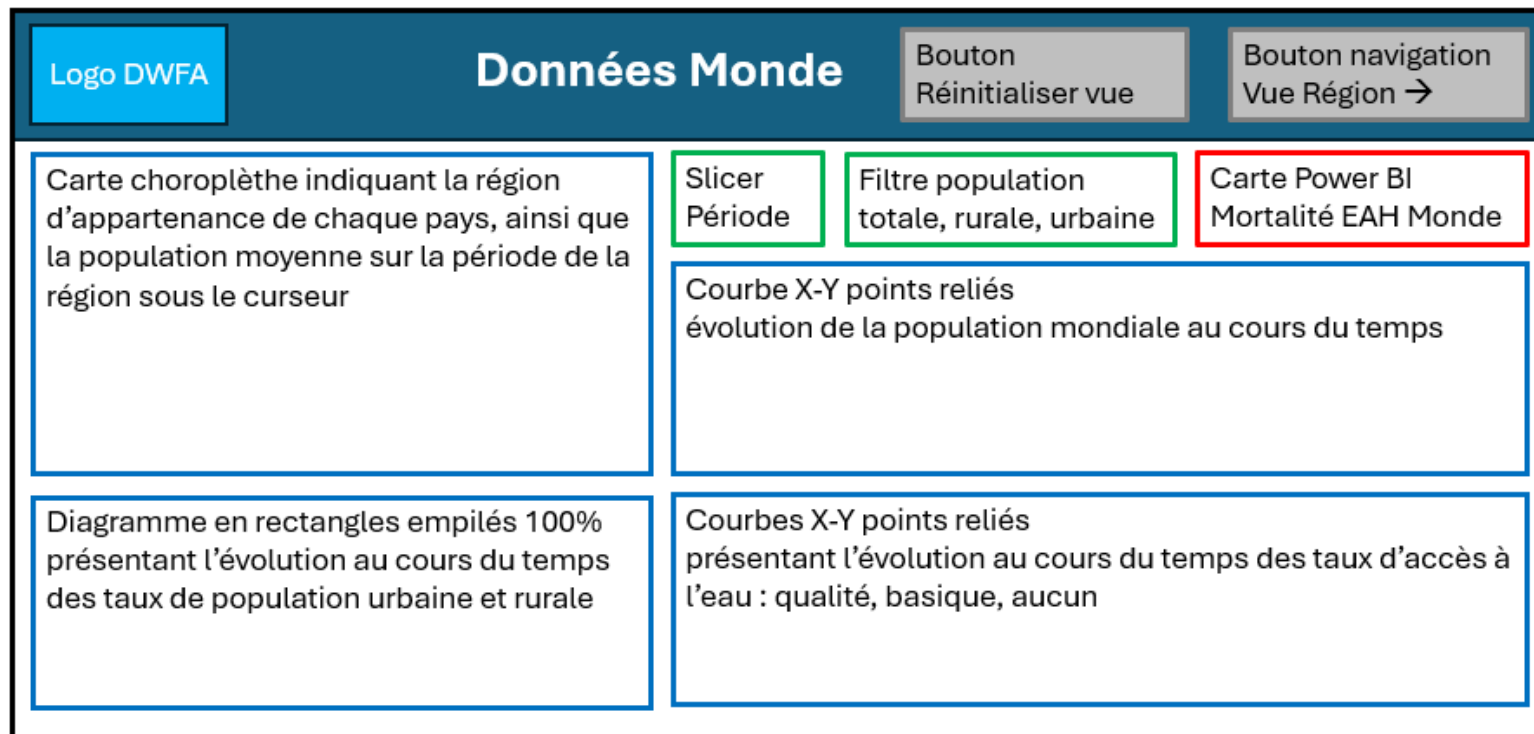 Logo DWFA
Données Monde
Bouton
Réinitialiser vue
Bouton navigation
Vue Région →
Carte choroplèthe indiquant la région
d’appartenance de chaque pays, ainsi que
la population moyenne sur la période de la
région sous le curseur
Slicer
Période
Filtre population
totale, rurale, urbaine
Carte Power BI
Mortalité EAH Monde
Courbe X-Y points reliés
évolution de la population mondiale au cours du temps
Diagramme en rectangles empilés 100%
présentant l’évolution au cours du temps
des taux de population urbaine et rurale
Courbes X-Y points reliés
présentant l’évolution au cours du temps des taux d’accès à
l’eau : qualité, basique, aucun